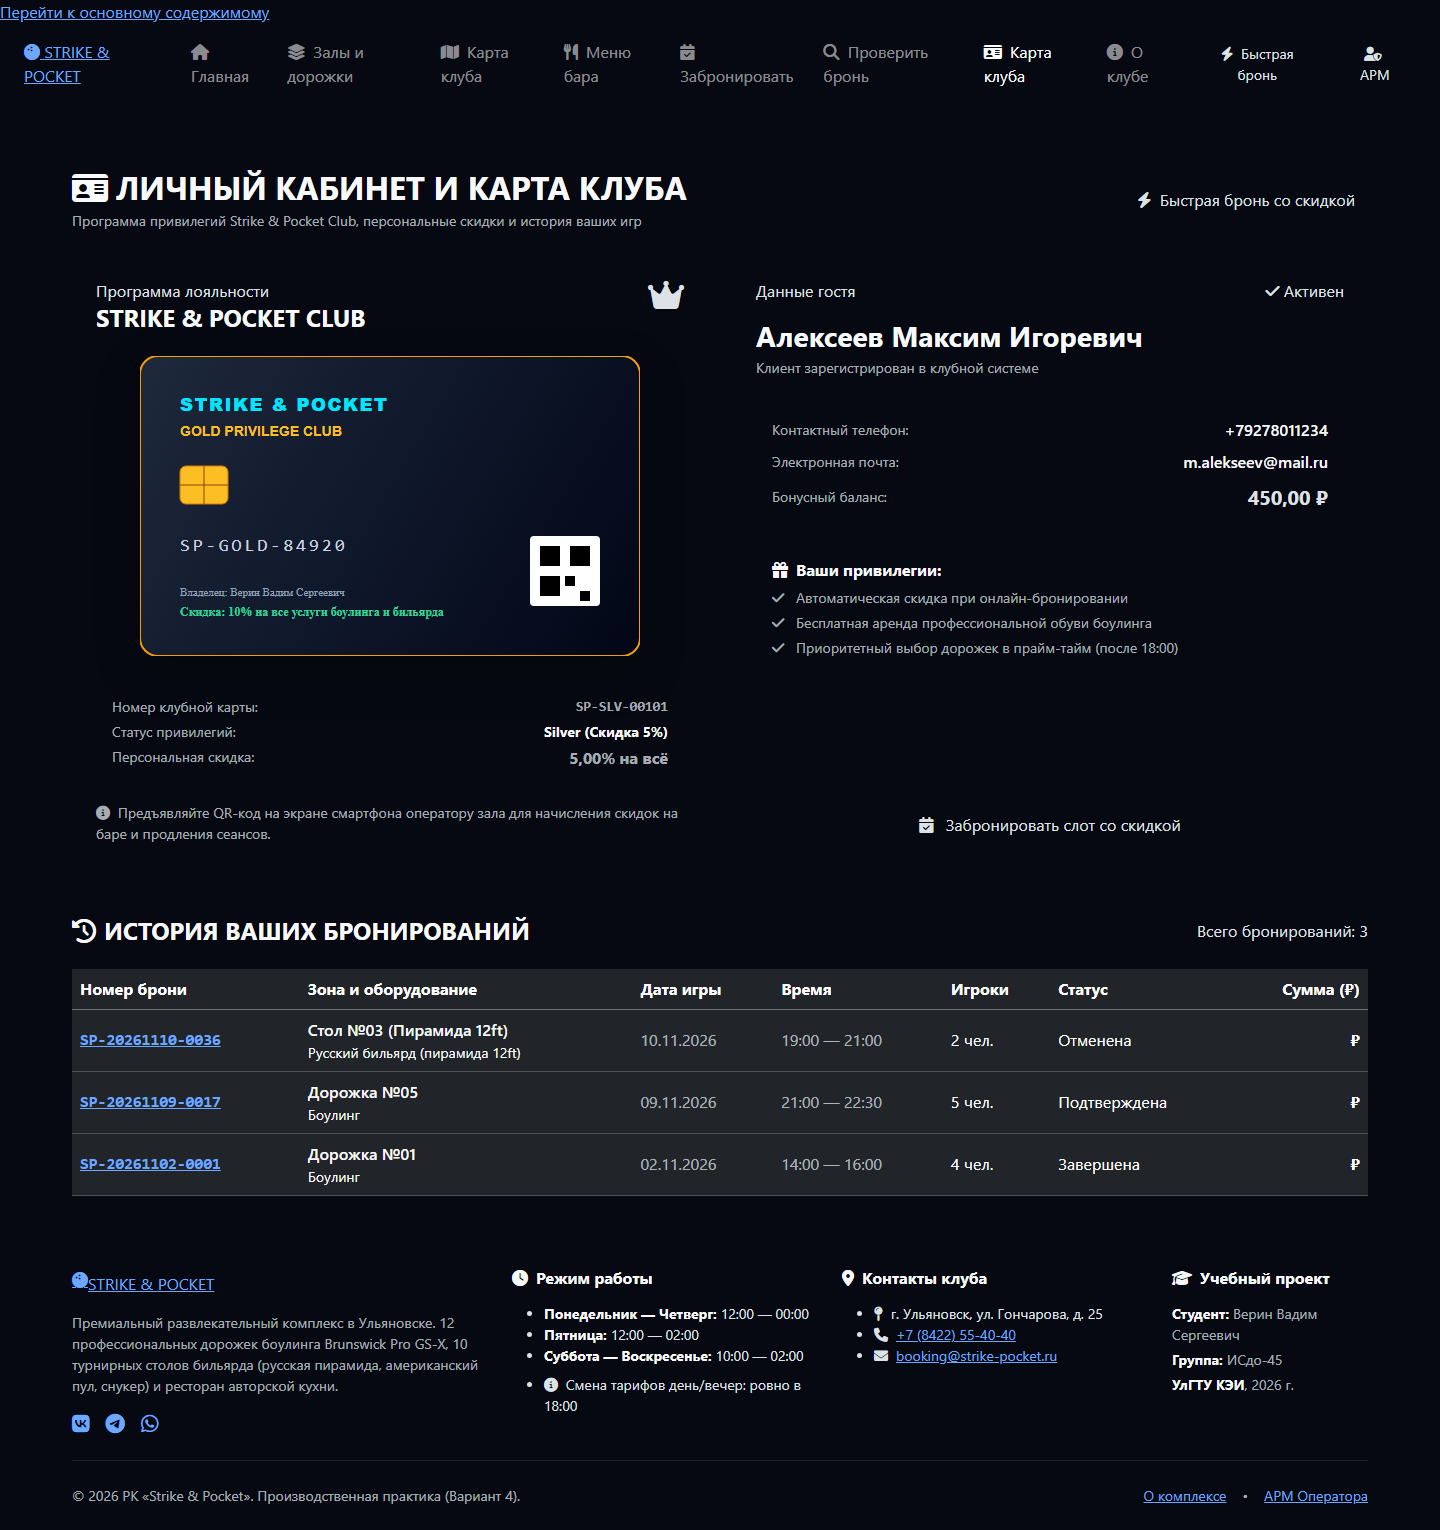 Перейти к основному содержимому
STRIKE &
POCKET
Главная
Залы и
дорожки
Карта
клуба
Меню
бара
Забронировать
Проверить
бронь
Карта
клуба
О
клубе
Быстрая
бронь
АРМ
ЛИЧНЫЙ КАБИНЕТ И КАРТА КЛУБА
Программа привилегий Strike & Pocket Club, персональные скидки и история ваших игр
Быстрая бронь со скидкой
Программа лояльности
STRIKE & POCKET CLUB
STRIKE & POCKET
GOLD PRIVILEGE CLUB
SP-GOLD-84920
Владелец: Верин Вадим Сергеевич
Скидка: 10% на все услуги боулинга и бильярда
Номер клубной карты: SP-SLV-00101
Статус привилегий: Silver (Скидка 5%)
Персональная скидка: 5,00% на всё
Предъявляйте QR-код на экране смартфона оператору зала для начисления скидок на
баре и продления сеансов.
Данные гостя
Активен
Алексеев Максим Игоревич
Клиент зарегистрирован в клубной системе
Контактный телефон: +79278011234
Электронная почта: m.alekseev@mail.ru
Бонусный баланс: 450,00 ₽
Ваши привилегии:
Автоматическая скидка при онлайн-бронировании
Бесплатная аренда профессиональной обуви боулинга
Приоритетный выбор дорожек в прайм-тайм (после 18:00)
Забронировать слот со скидкой
ИСТОРИЯ ВАШИХ БРОНИРОВАНИЙ
Всего бронирований: 3
Номер брони Зона и оборудование Дата игры Время Игроки Статус Сумма (₽)
SP-20261110-0036 Стол №03 (Пирамида 12ft) 10.11.2026 19:00 — 21:00 2 чел. Отменена ₽
Русский бильярд (пирамида 12ft)
SP-20261109-0017 Дорожка №05 09.11.2026 21:00 — 22:30 5 чел. Подтверждена ₽
Боулинг
SP-20261102-0001 Дорожка №01 02.11.2026 14:00 — 16:00 4 чел. Завершена ₽
Боулинг
STRIKE & POCKET
Премиальный развлекательный комплекс в Ульяновске. 12
профессиональных дорожек боулинга Brunswick Pro GS-X, 10
турнирных столов бильярда (русская пирамида, американский
пул, снукер) и ресторан авторской кухни.
Режим работы
Понедельник — Четверг: 12:00 — 00:00
Пятница: 12:00 — 02:00
Суббота — Воскресенье: 10:00 — 02:00
Смена тарифов день/вечер: ровно в
18:00
Контакты клуба
г. Ульяновск, ул. Гончарова, д. 25
+7 (8422) 55-40-40
booking@strike-pocket.ru
Учебный проект
Студент: Верин Вадим
Сергеевич
Группа: ИСдо-45
УлГТУ КЭИ, 2026 г.
© 2026 РК «Strike & Pocket». Производственная практика (Вариант 4).
О комплексе • АРМ Оператора